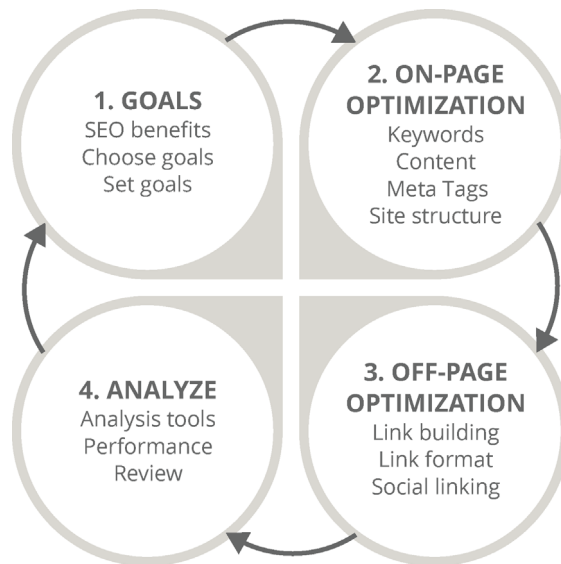 1. GOALS
SEO benefits
Choose goals
Set goals
2. ON-PAGE
OPTIMIZATION
Keywords
Content
Meta Tags
Site structure
3. OFF-PAGE
OPTIMIZATION
Link building
Link format
Social linking
4. ANALYZE
Analysis tools
Performance
Review